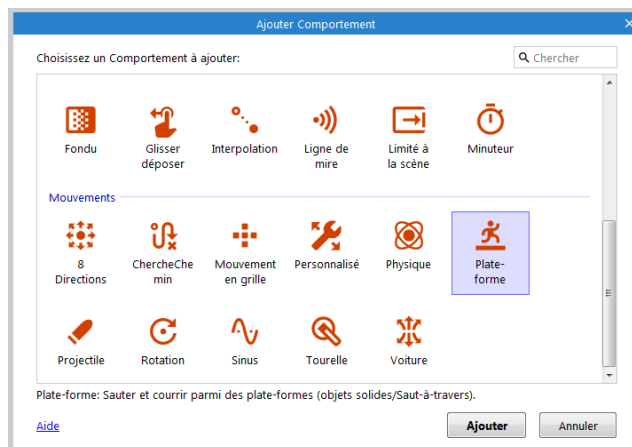 Ajouter Comportement
Choisissez un Comportement à ajouter:
Chercher
Fondu
Glisser
déposer
Interpolation
Ligne de
mire
Limité à
la scène
Minuteur
Mouvements
8
Directions
ChercheChe
min
Mouvement
en grille
Personnalisé
Physique
Plate-
forme
Projectile
Rotation
Sinus
Tourelle
Voiture
Plate-forme: Sauter et courrir parmi des plate-formes (objets solides/Saut-à-travers).
Aide
Ajouter
Annuler